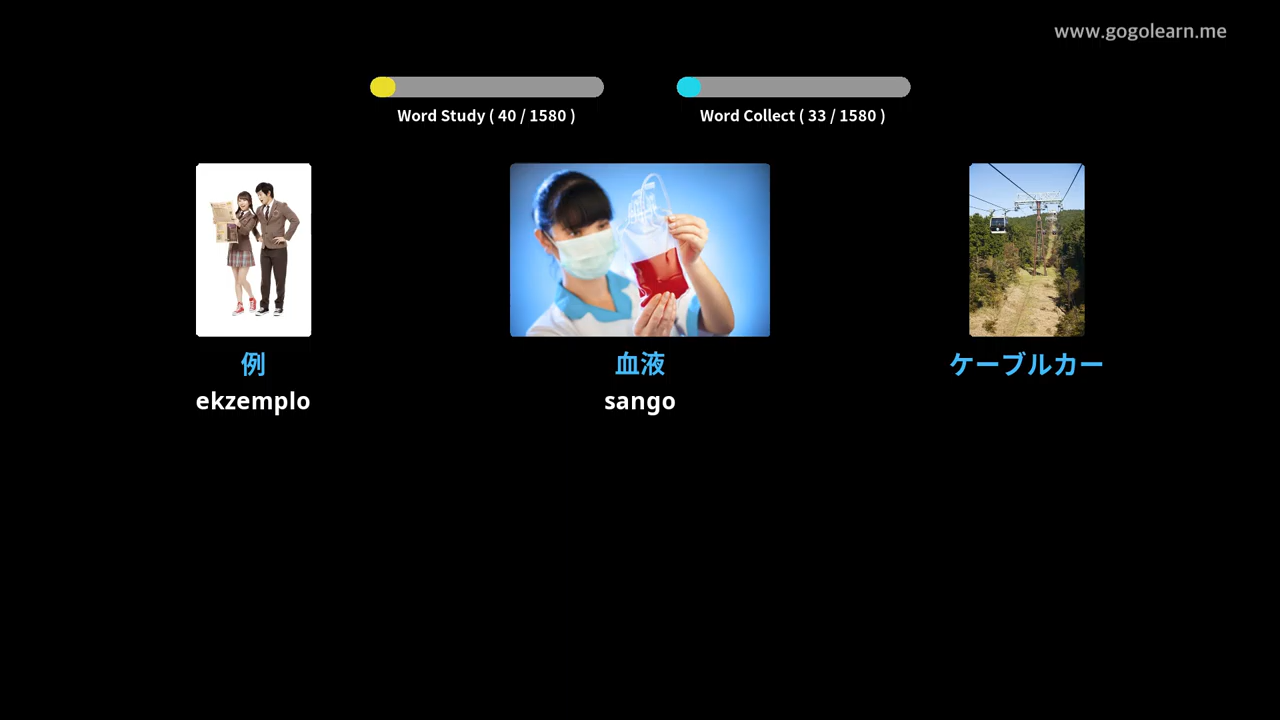 www.gogolearn.me
Word Study ( 40 / 1580 )
Word Collect ( 33 / 1580 )
例
ekzemplo
血液
sango
ケーブルカー